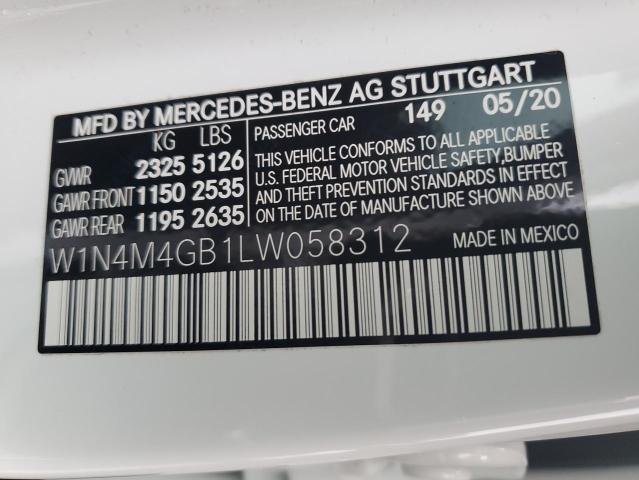 MFD BY MERCEDES-BENZ AG STUTTGART
KG LBS
GVWR 2325 5126
GAWR FRONT 1150 2535
GAWR REAR 1195 2635
PASSENGER CAR 149 05/20
THIS VEHICLE CONFORMS TO ALL APPLICABLE
U.S. FEDERAL MOTOR VEHICLE SAFETY,BUMPER
AND THEFT PREVENTION STANDARDS IN EFFECT
ON THE DATE OF MANUFACTURE SHOWN ABOVE
W1N4M4GB1LW058312
MADE IN MEXICO